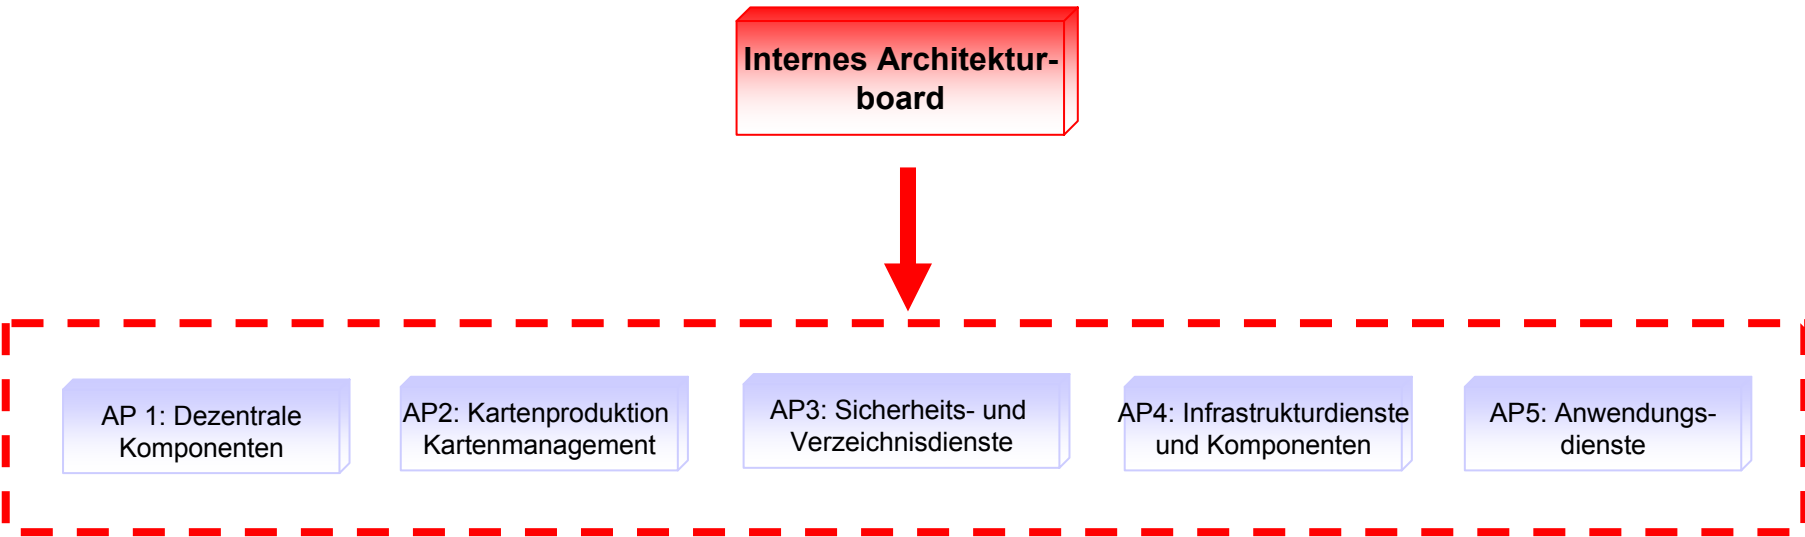 Internes Architektur-
board
AP 1: Dezentrale
Komponenten
AP2: Kartenproduktion
Kartenmanagement
AP3: Sicherheits- und
Verzeichnisdienste
AP4: Infrastrukturdienste
und Komponenten
AP5: Anwendungs-
dienste